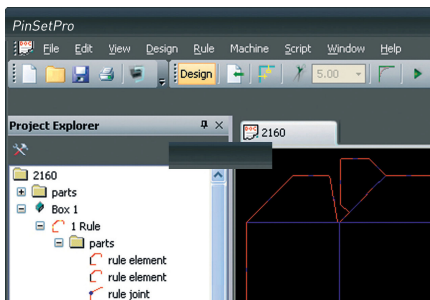 PinSetPro
File Edit View Design Rule Machine Script Window Help
Design 5.00
Project Explorer
2160
2160
parts
Box 1
1 Rule
parts
rule element
rule element
rule joint